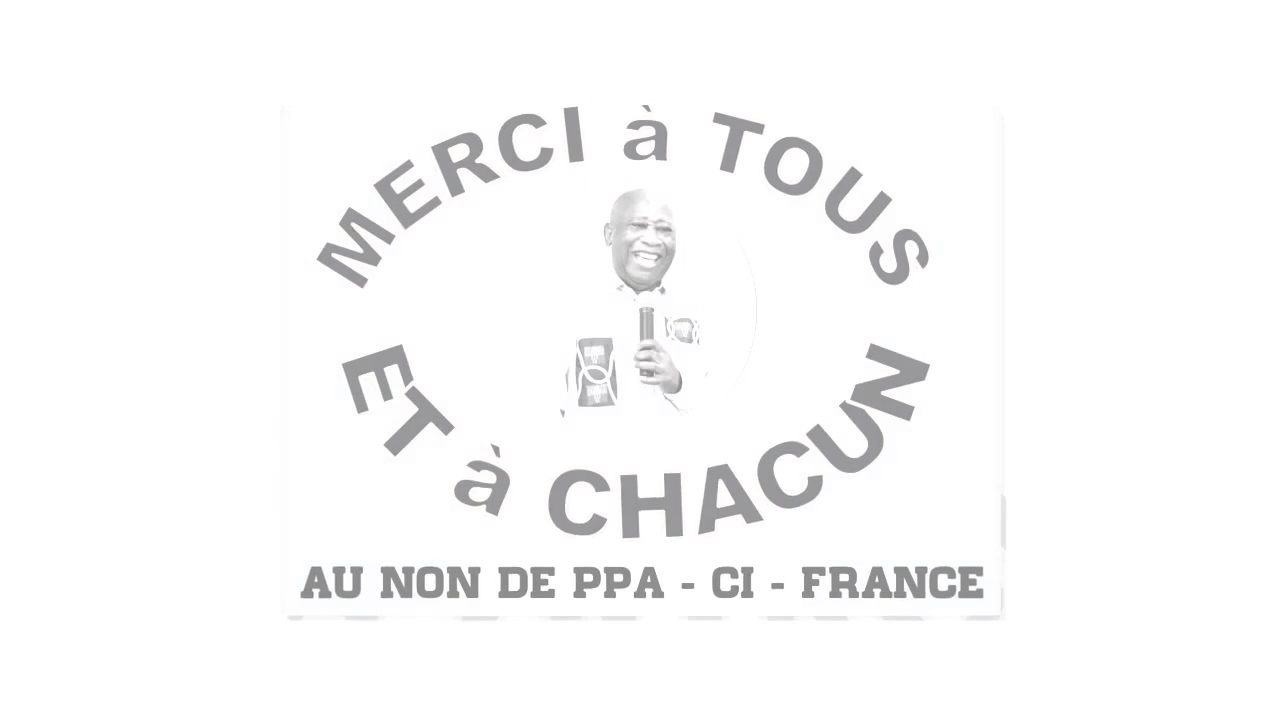 MERCI à TOUS
ET à CHACUN
AU NON DE PPA - CI - FRANCE